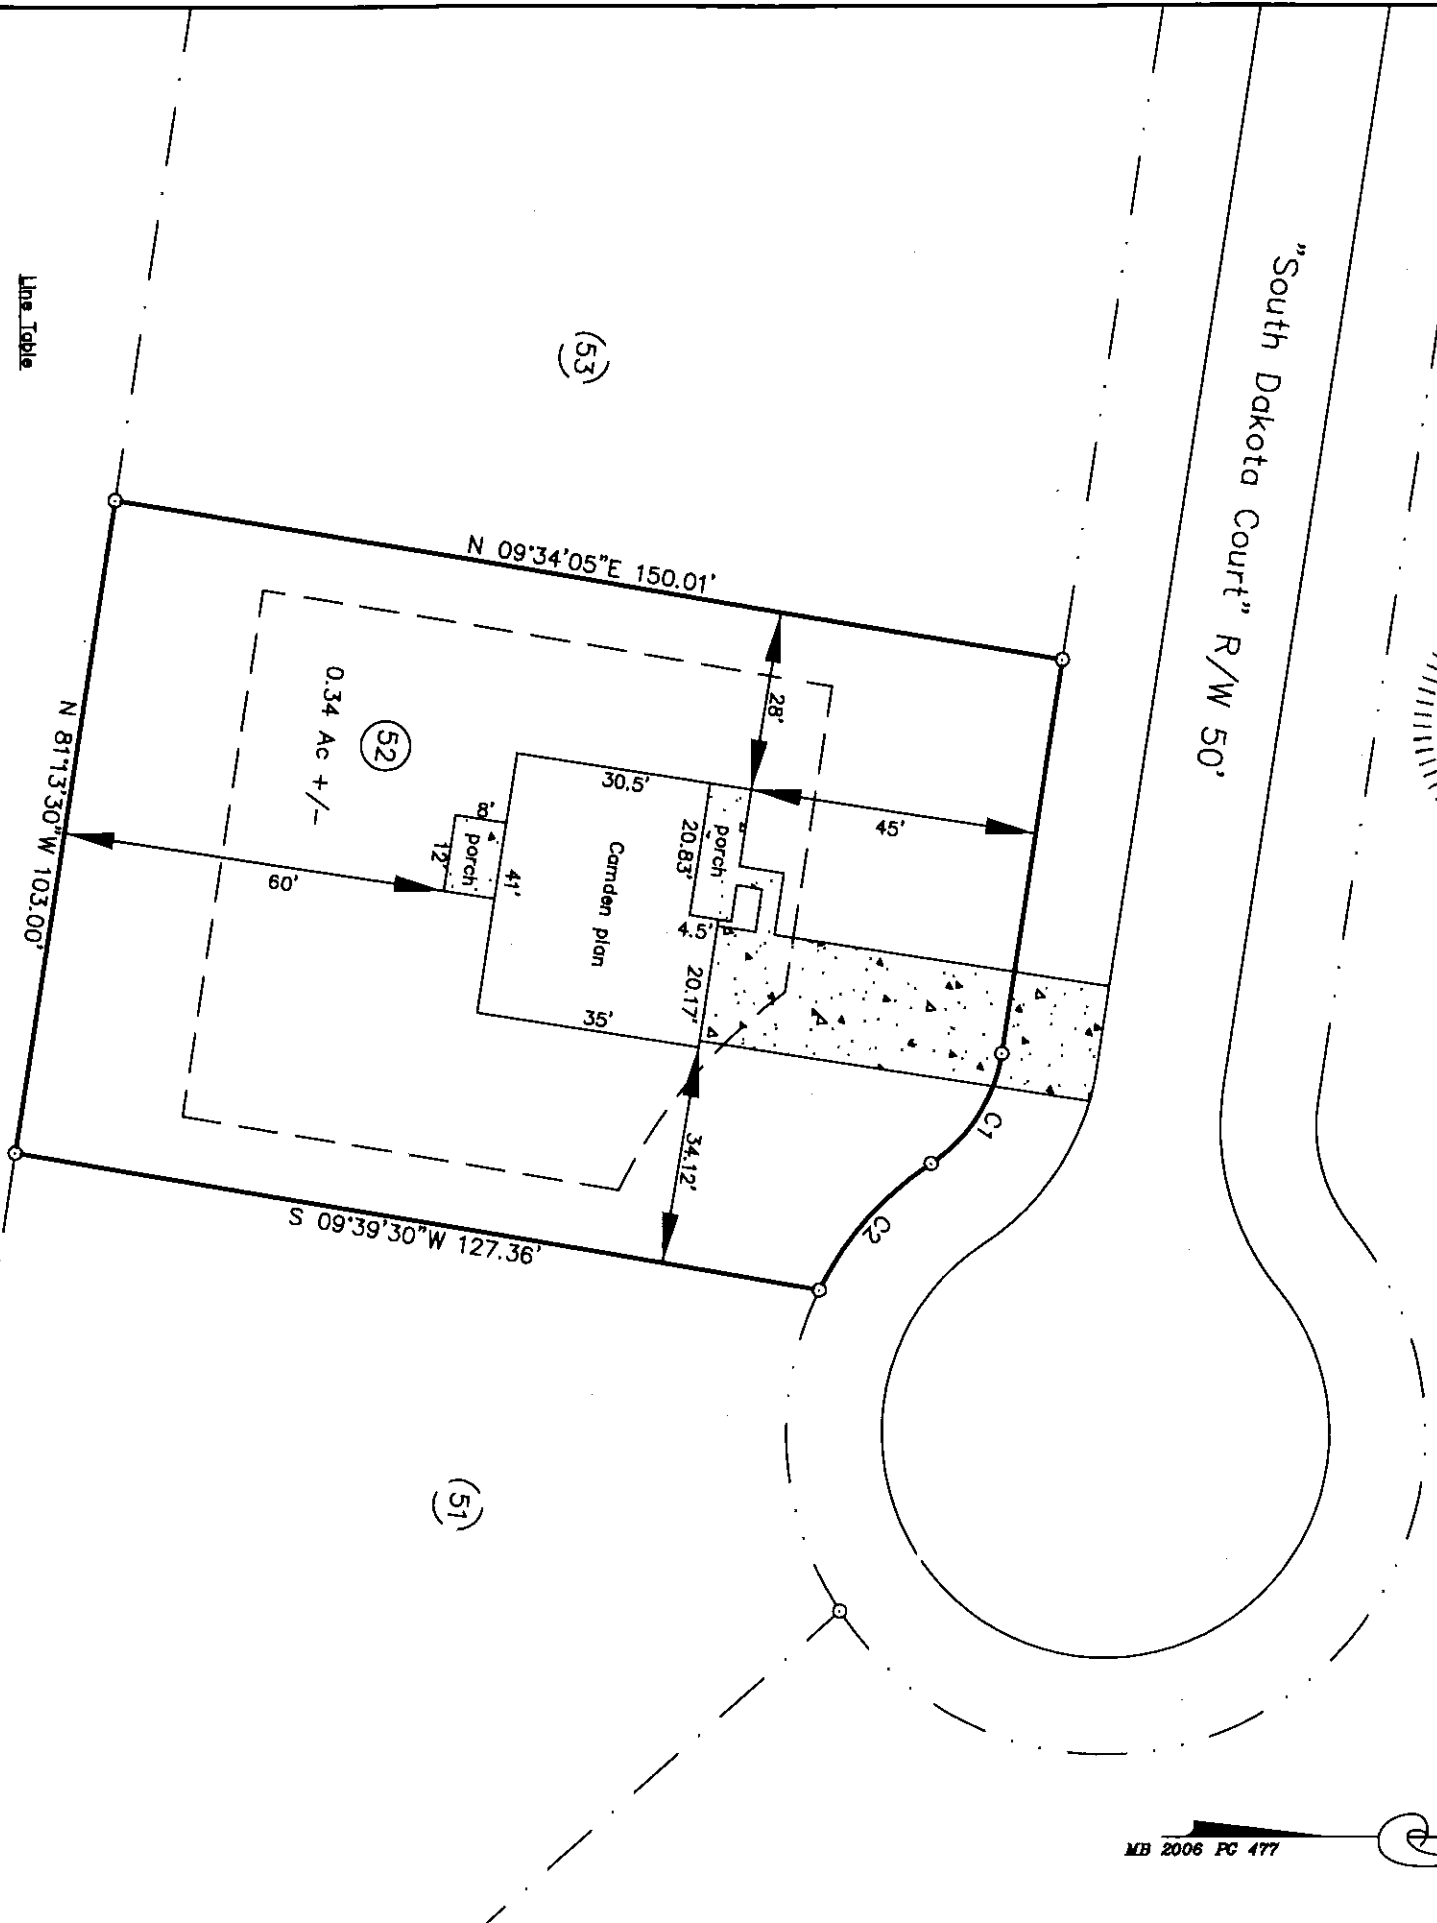 "South Dakota Court" R/W 50'
(53)
Line Table
N 09°34'05"E 150.01'
28'
45'
52
0.34 Ac +/-
30.5'
porch
20.83'
8'
porch
12'
41'
Camden plan
4.5'
20.17'
35'
60'
N 81°13'30"W 103.00'
34.12'
C1
C2
S 09°39'30"W 127.36'
(51)
MB 2006 PG 477